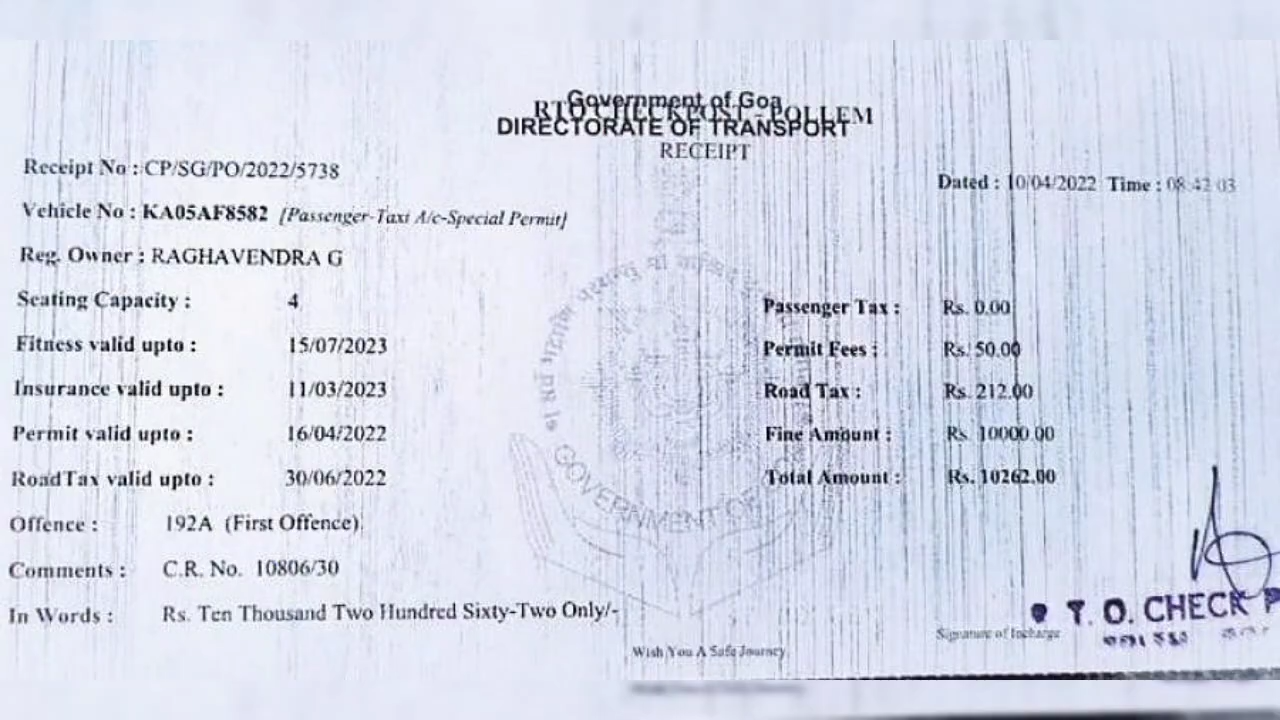 Government of Goa
RTO CHECKPOST - POLLEM
DIRECTORATE OF TRANSPORT
RECEIPT
Receipt No : CP/SG/PO/2022/5738
Dated : 10/04/2022 Time : 08:42:03
Vehicle No : KA05AF8582 [Passenger-Taxi A/c-Special Permit]
Reg. Owner : RAGHAVENDRA G
Seating Capacity : 4
Passenger Tax : Rs. 0.00
Fitness valid upto : 15/07/2023
Permit Fees : Rs. 50.00
Insurance valid upto : 11/03/2023
Road Tax : Rs. 212.00
Permit valid upto : 16/04/2022
Fine Amount : Rs. 10000.00
RoadTax valid upto : 30/06/2022
Total Amount : Rs. 10262.00
GOVERNMENT OF
Offence : 192A (First Offence)
Comments : C.R. No. 10806/30
In Words : Rs. Ten Thousand Two Hundred Sixty-Two Only/-
T. O. CHECK P
Signature of Incharge
Wish You A Safe Journey